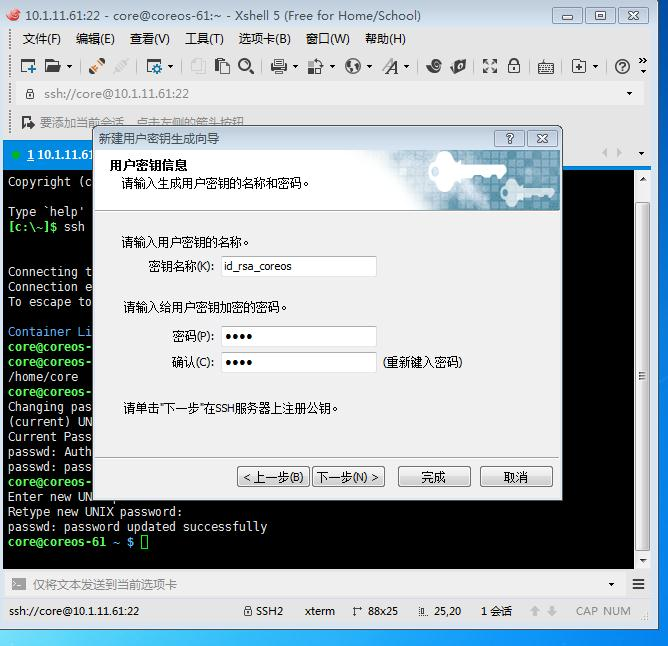 10.1.11.61:22 - core@coreos-61:~ - Xshell 5 (Free for Home/School)
文件(F) 编辑(E) 查看(V) 工具(T) 选项卡(B) 窗口(W) 帮助(H)
ssh://core@10.1.11.61:22
要添加当前会话，点击左侧的箭头按钮
1 10.1.11.61
新建用户密钥生成向导
用户密钥信息
请输入生成用户密钥的名称和密码。
请输入用户密钥的名称。
密钥名称(K): id_rsa_coreos
请输入给用户密钥加密的密码。
密码(P): ●●●●
确认(C): ●●●● (重新键入密码)
请单击"下一步"在SSH服务器上注册公钥。
< 上一步(B) 下一步(N) > 完成 取消
Copyright (c
Type `help'
[c:\~]$ ssh
Connecting t
Connection e
To escape to
Container Li
core@coreos-
core@coreos-
/home/core
core@coreos-
Changing pas
(current) UN
Current Pass
passwd: Auth
passwd: pass
core@coreos-
Enter new UN
Retype new UNIX password:
passwd: password updated successfully
core@coreos-61 ~ $
仅将文本发送到当前选项卡
ssh://core@10.1.11.61:22 SSH2 xterm 88x25 25,20 1 会话 CAP NUM